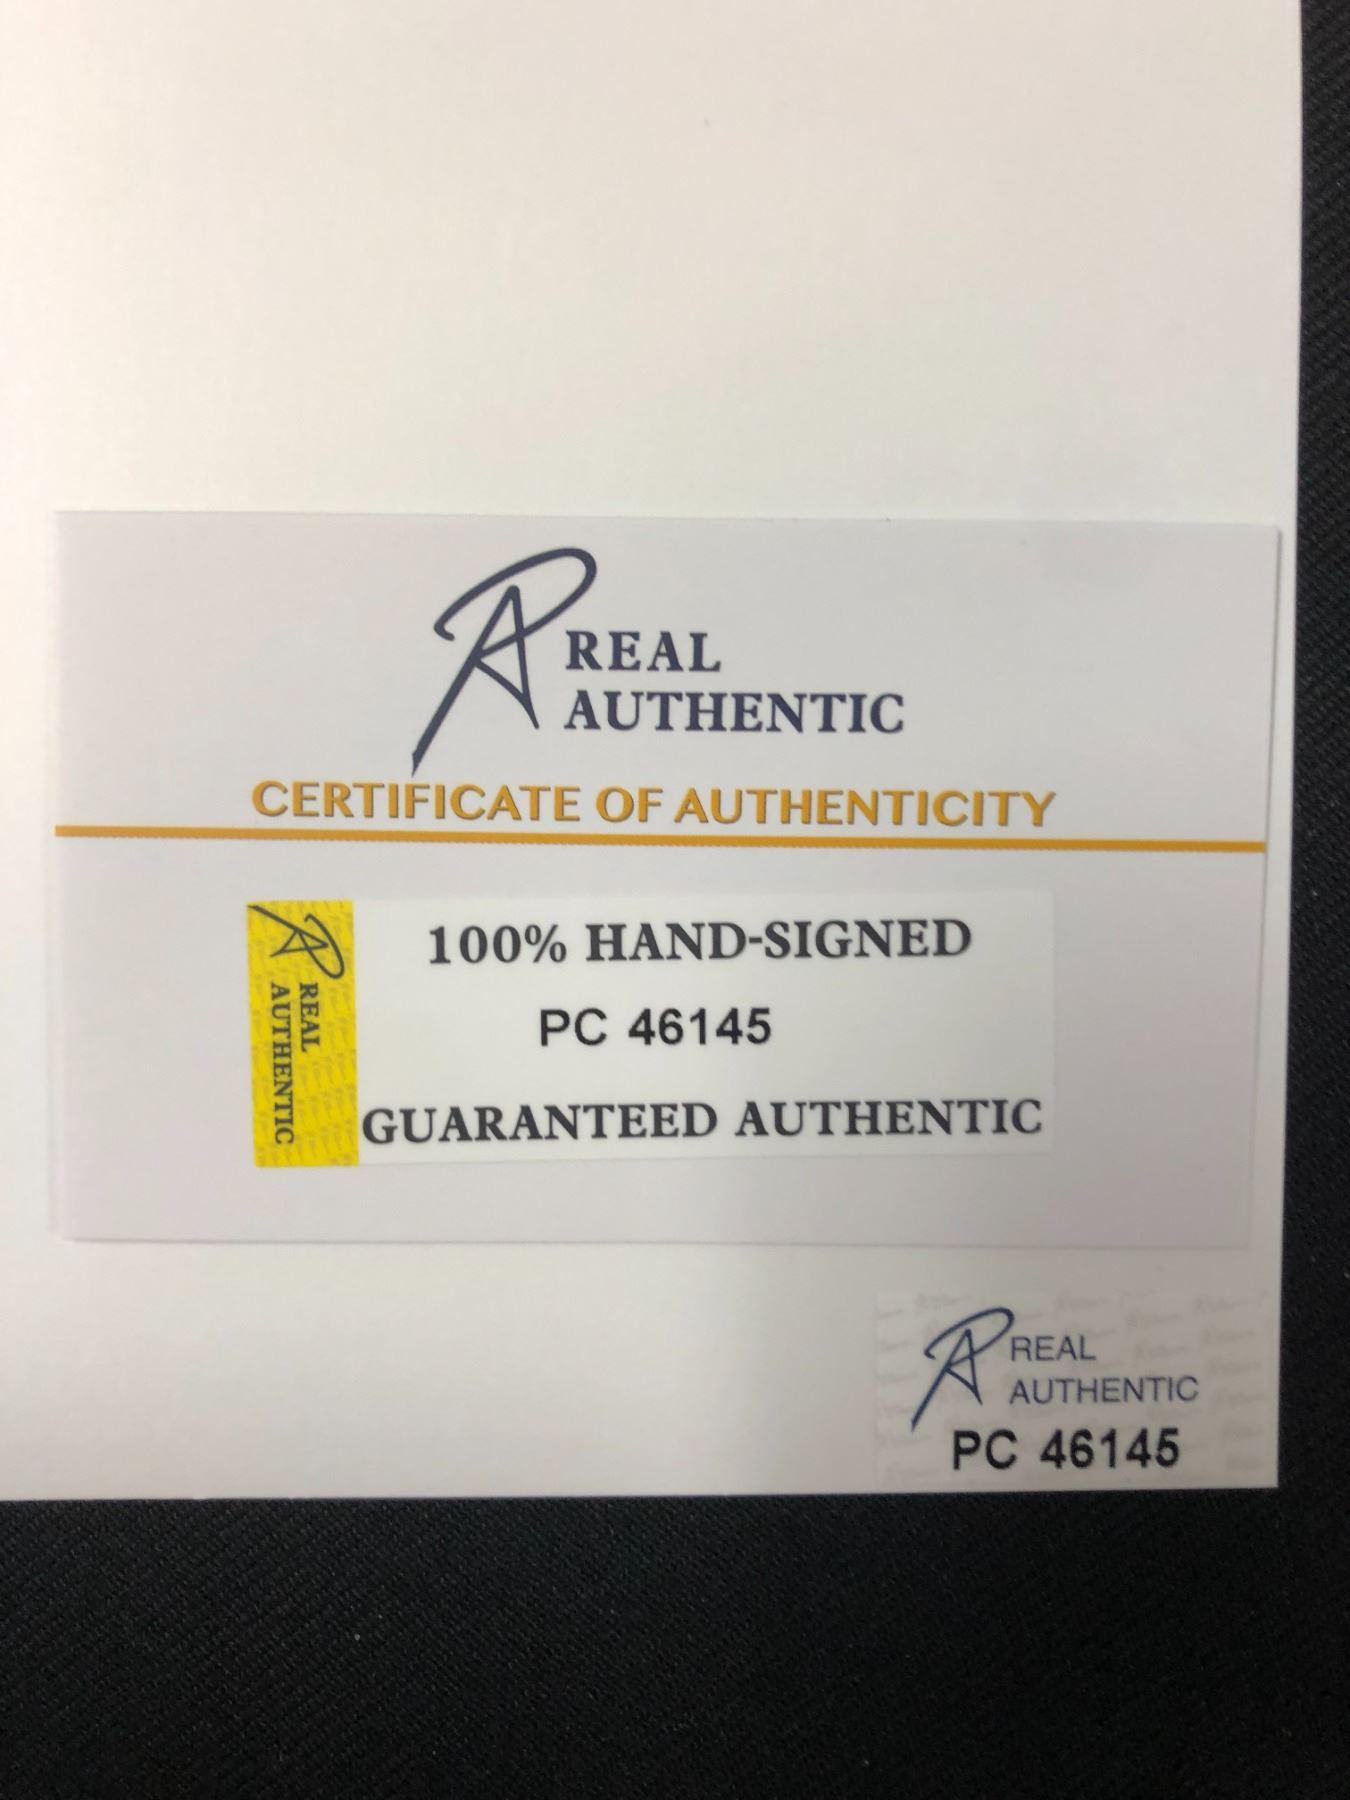 REAL
AUTHENTIC
CERTIFICATE OF AUTHENTICITY
REAL
AUTHENTIC
100% HAND-SIGNED
PC 46145
GUARANTEED AUTHENTIC
REAL
AUTHENTIC
PC 46145